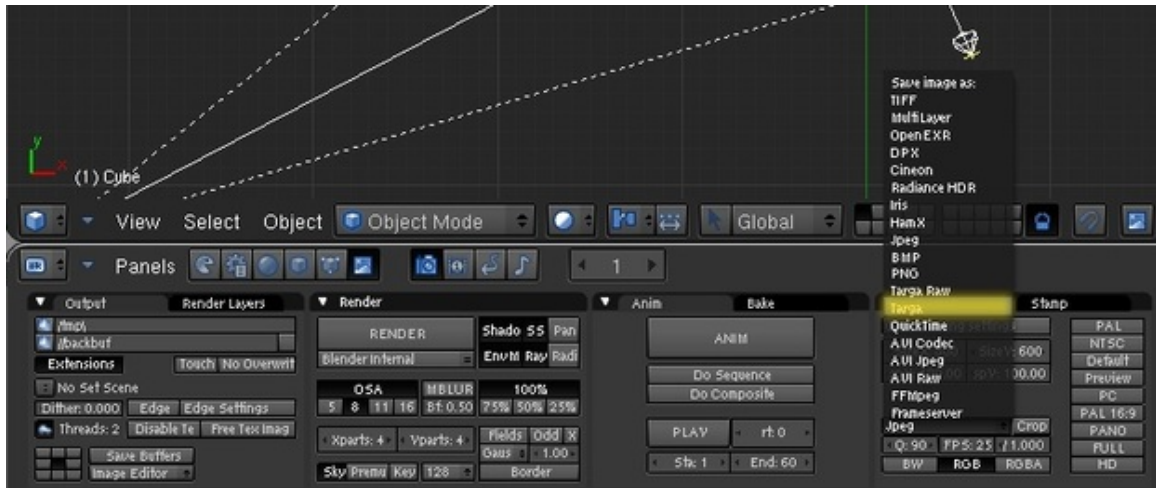 y
x
(1) Cube
View Select Object Object Mode Global
Panels 1
Output Render Layers
/tmp\
//backbuf
Extensions Touch No Overwrit
No Set Scene
Dither: 0.000 Edge Edge Settings
Threads: 2 Disable Te Free Tex Imag
Save Buffers
Image Editor
Render
RENDER
Blender Internal
Shado SS Pan
EnvM Ray Radi
OSA MBLUR 100%
5 8 11 16 Bf: 0.50 75% 50% 25%
Xparts: 4 Yparts: 4 Fields Odd X
Gaus 1.00
Sky Premu Key 128 Border
Anim Bake
ANIM
Do Sequence
Do Composite
PLAY rt: 0
Sta: 1 End: 60
Save image as:
TIFF
MultiLayer
Open EXR
DPX
Cineon
Radiance HDR
Iris
HamX
Jpeg
BMP
PNG
Targa Raw
Targa
QuickTime
AVI Codec
AVI Jpeg
AVI Raw
FFMpeg
Frameserver
Stamp
600
100.00
Jpeg Crop
Q: 90 FPS: 25 /1.000
BW RGB RGBA
PAL
NTSC
Default
Preview
PC
PAL 16:9
PANO
FULL
HD